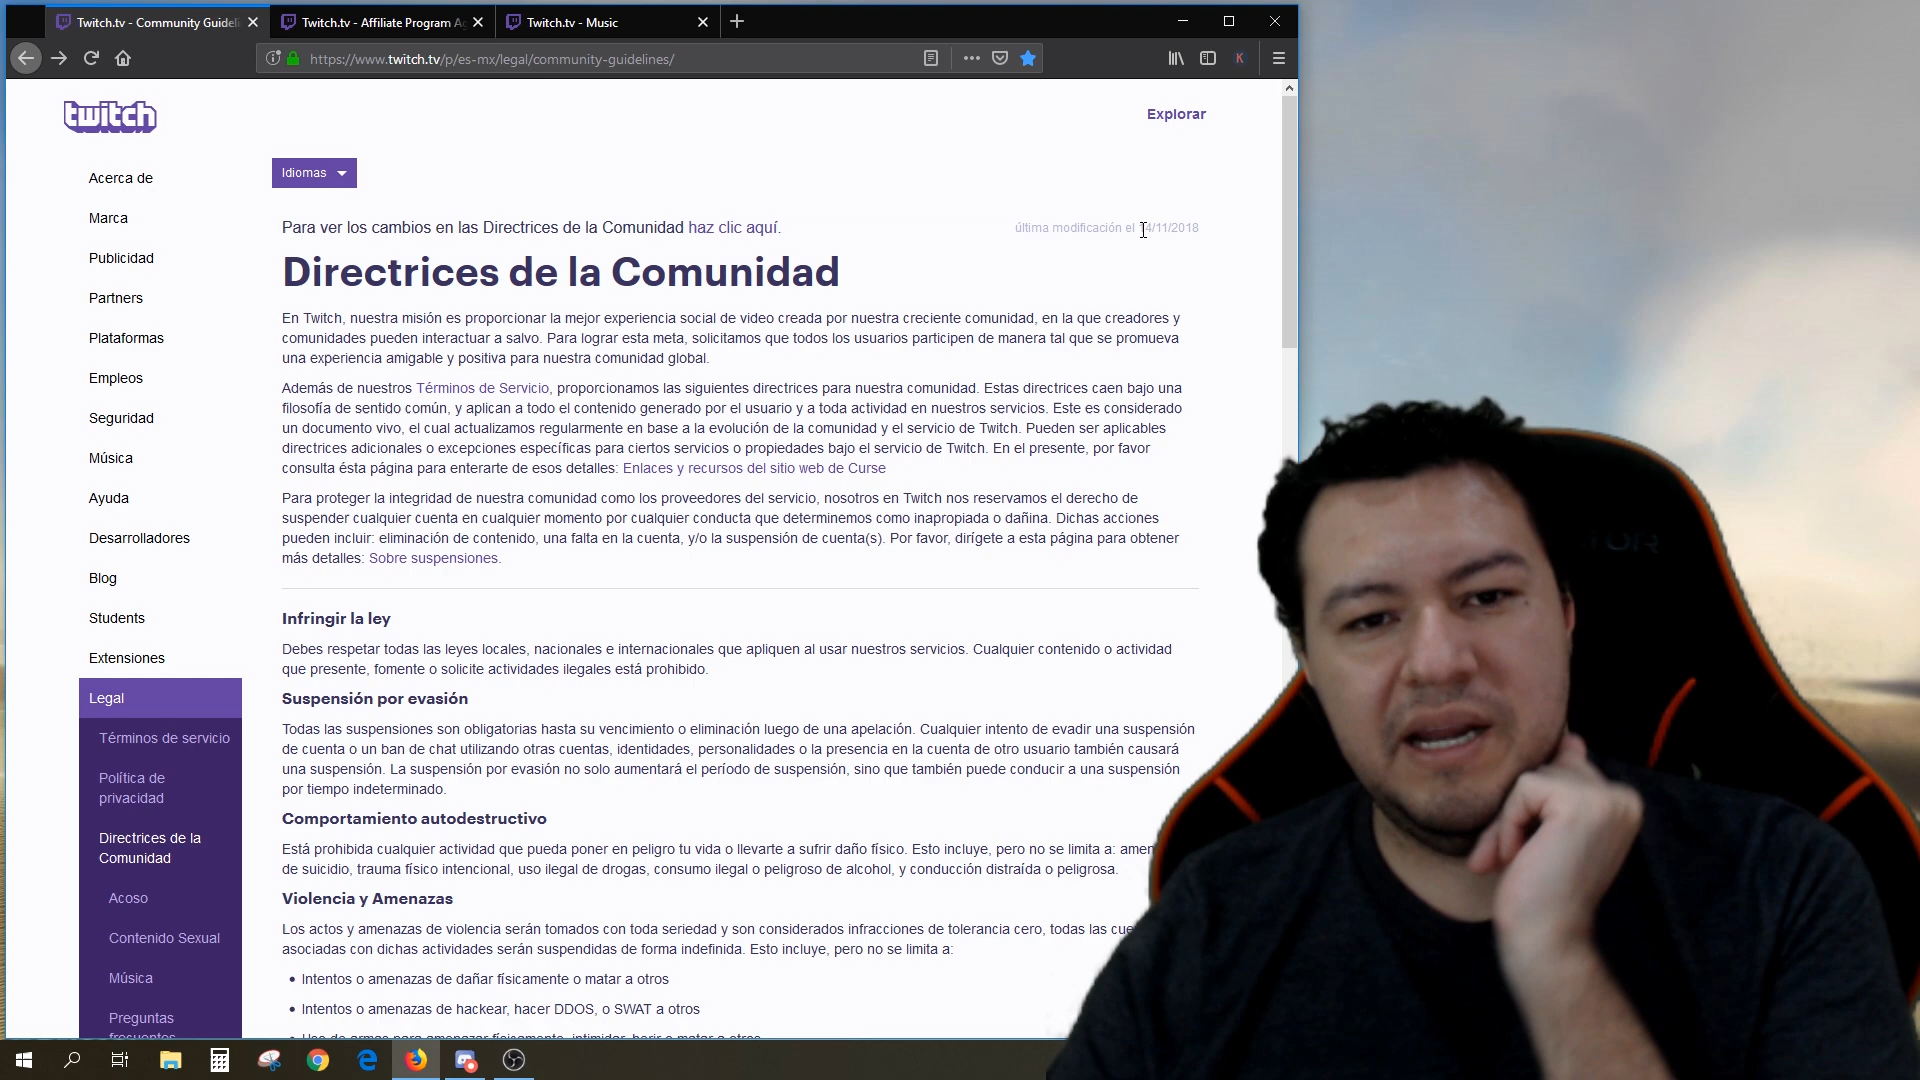 Twitch.tv - Community Guideli
Twitch.tv - Affiliate Program Ag
Twitch.tv - Music
https://www.twitch.tv/p/es-mx/legal/community-guidelines/
K
twitch
Explorar
Idiomas
Acerca de
Marca
Publicidad
Partners
Plataformas
Empleos
Seguridad
Música
Ayuda
Desarrolladores
Blog
Students
Extensiones
Legal
Términos de servicio
Política de
privacidad
Directrices de la
Comunidad
Acoso
Contenido Sexual
Música
Preguntas
frecuentes
Para ver los cambios en las Directrices de la Comunidad haz clic aquí.
última modificación el 14/11/2018
Directrices de la Comunidad
En Twitch, nuestra misión es proporcionar la mejor experiencia social de video creada por nuestra creciente comunidad, en la que creadores y
comunidades pueden interactuar a salvo. Para lograr esta meta, solicitamos que todos los usuarios participen de manera tal que se promueva
una experiencia amigable y positiva para nuestra comunidad global.
Además de nuestros Términos de Servicio, proporcionamos las siguientes directrices para nuestra comunidad. Estas directrices caen bajo una
filosofía de sentido común, y aplican a todo el contenido generado por el usuario y a toda actividad en nuestros servicios. Este es considerado
un documento vivo, el cual actualizamos regularmente en base a la evolución de la comunidad y el servicio de Twitch. Pueden ser aplicables
directrices adicionales o excepciones específicas para ciertos servicios o propiedades bajo el servicio de Twitch. En el presente, por favor
consulta ésta página para enterarte de esos detalles: Enlaces y recursos del sitio web de Curse
Para proteger la integridad de nuestra comunidad como los proveedores del servicio, nosotros en Twitch nos reservamos el derecho de
suspender cualquier cuenta en cualquier momento por cualquier conducta que determinemos como inapropiada o dañina. Dichas acciones
pueden incluir: eliminación de contenido, una falta en la cuenta, y/o la suspensión de cuenta(s). Por favor, dirígete a esta página para obtener
más detalles: Sobre suspensiones.
Infringir la ley
Debes respetar todas las leyes locales, nacionales e internacionales que apliquen al usar nuestros servicios. Cualquier contenido o actividad
que presente, fomente o solicite actividades ilegales está prohibido.
Suspensión por evasión
Todas las suspensiones son obligatorias hasta su vencimiento o eliminación luego de una apelación. Cualquier intento de evadir una suspensión
de cuenta o un ban de chat utilizando otras cuentas, identidades, personalidades o la presencia en la cuenta de otro usuario también causará
una suspensión. La suspensión por evasión no solo aumentará el período de suspensión, sino que también puede conducir a una suspensión
por tiempo indeterminado.
Comportamiento autodestructivo
Está prohibida cualquier actividad que pueda poner en peligro tu vida o llevarte a sufrir daño físico. Esto incluye, pero no se limita a: amen
de suicidio, trauma físico intencional, uso ilegal de drogas, consumo ilegal o peligroso de alcohol, y conducción distraída o peligrosa.
Violencia y Amenazas
Los actos y amenazas de violencia serán tomados con toda seriedad y son considerados infracciones de tolerancia cero, todas las cue
asociadas con dichas actividades serán suspendidas de forma indefinida. Esto incluye, pero no se limita a:
• Intentos o amenazas de dañar físicamente o matar a otros
• Intentos o amenazas de hackear, hacer DDOS, o SWAT a otros
• Uso de armas para amenazar físicamente, intimidar, herir o matar a otros